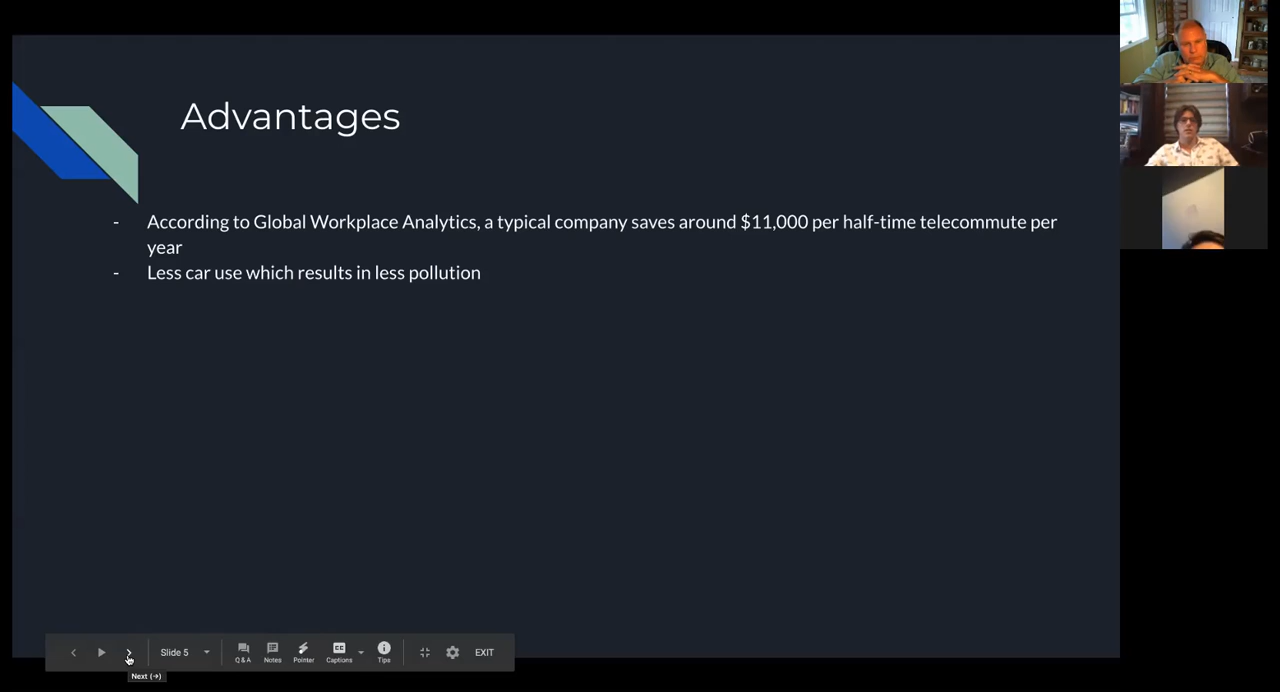 Advantages
- According to Global Workplace Analytics, a typical company saves around $11,000 per half-time telecommute per
year
- Less car use which results in less pollution
Slide 5
Q & A
Notes
Pointer
CC
Captions
Tips
EXIT
Next (→)